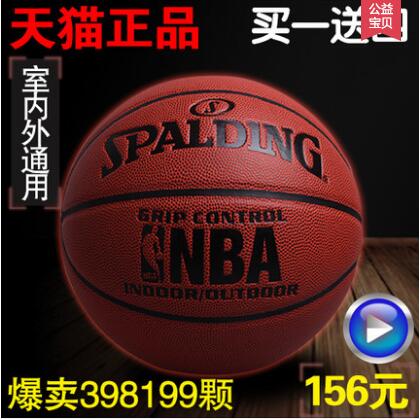 天猫正品
买一送四
公益
宝贝
室内外通用
SPALDING
GRIP CONTROL
NBA
INDOOR/OUTDOOR
爆卖398199颗
156元